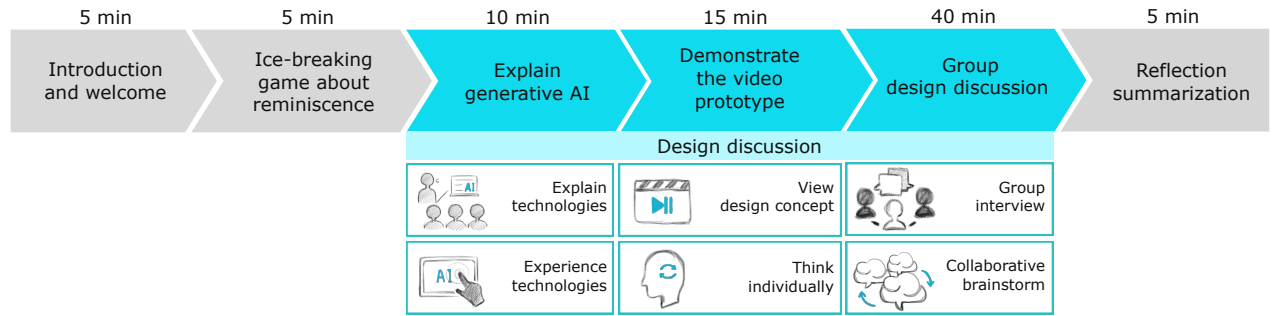 5 min
5 min
10 min
15 min
40 min
5 min
Introduction
and welcome
Ice-breaking
game about
reminiscence
Explain
generative AI
Demonstrate
the video
prototype
Group
design discussion
Reflection
summarization
Design discussion
AI
Explain
technologies
View
design concept
Group
interview
AI
Experience
technologies
Think
individually
Collaborative
brainstorm